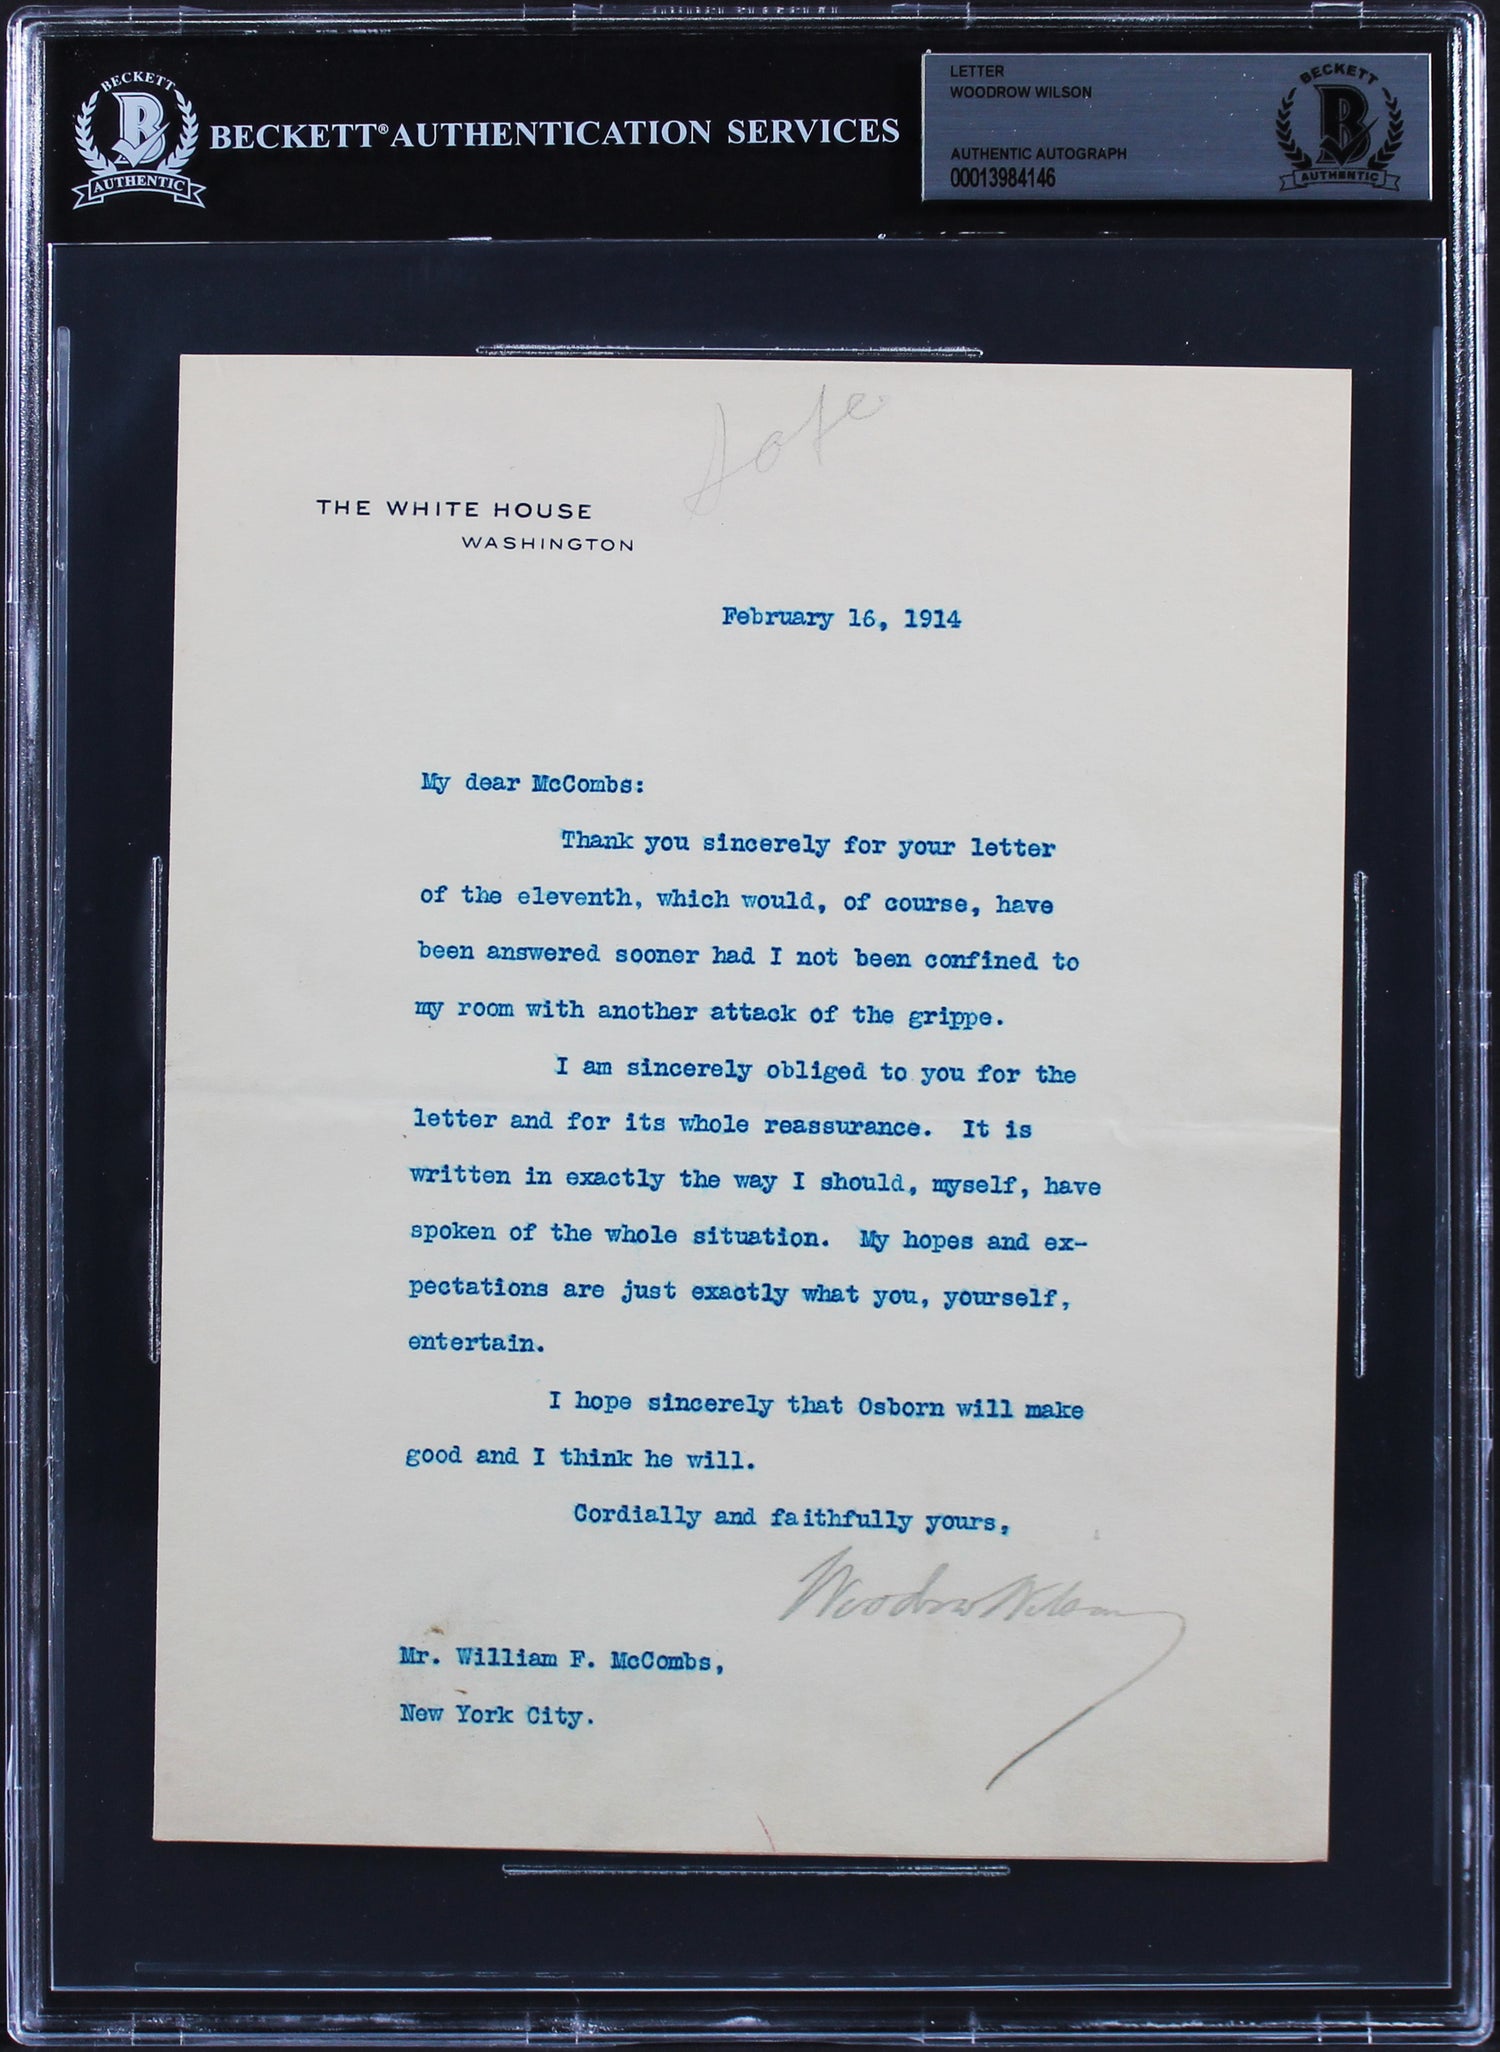 BECKETT
B
AUTHENTIC
BECKETT® AUTHENTICATION SERVICES
LETTER
WOODROW WILSON
AUTHENTIC AUTOGRAPH
00013984146
BECKETT
B
AUTHENTIC
Safe
THE WHITE HOUSE
WASHINGTON
February 16, 1914
My dear McCombs:
Thank you sincerely for your letter
of the eleventh, which would, of course, have
been answered sooner had I not been confined to
my room with another attack of the grippe.
I am sincerely obliged to you for the
letter and for its whole reassurance. It is
written in exactly the way I should, myself, have
spoken of the whole situation. My hopes and ex-
pectations are just exactly what you, yourself,
entertain.
I hope sincerely that Osborn will make
good and I think he will.
Cordially and faithfully yours,
Woodrow Wilson
Mr. William F. McCombs,
New York City.